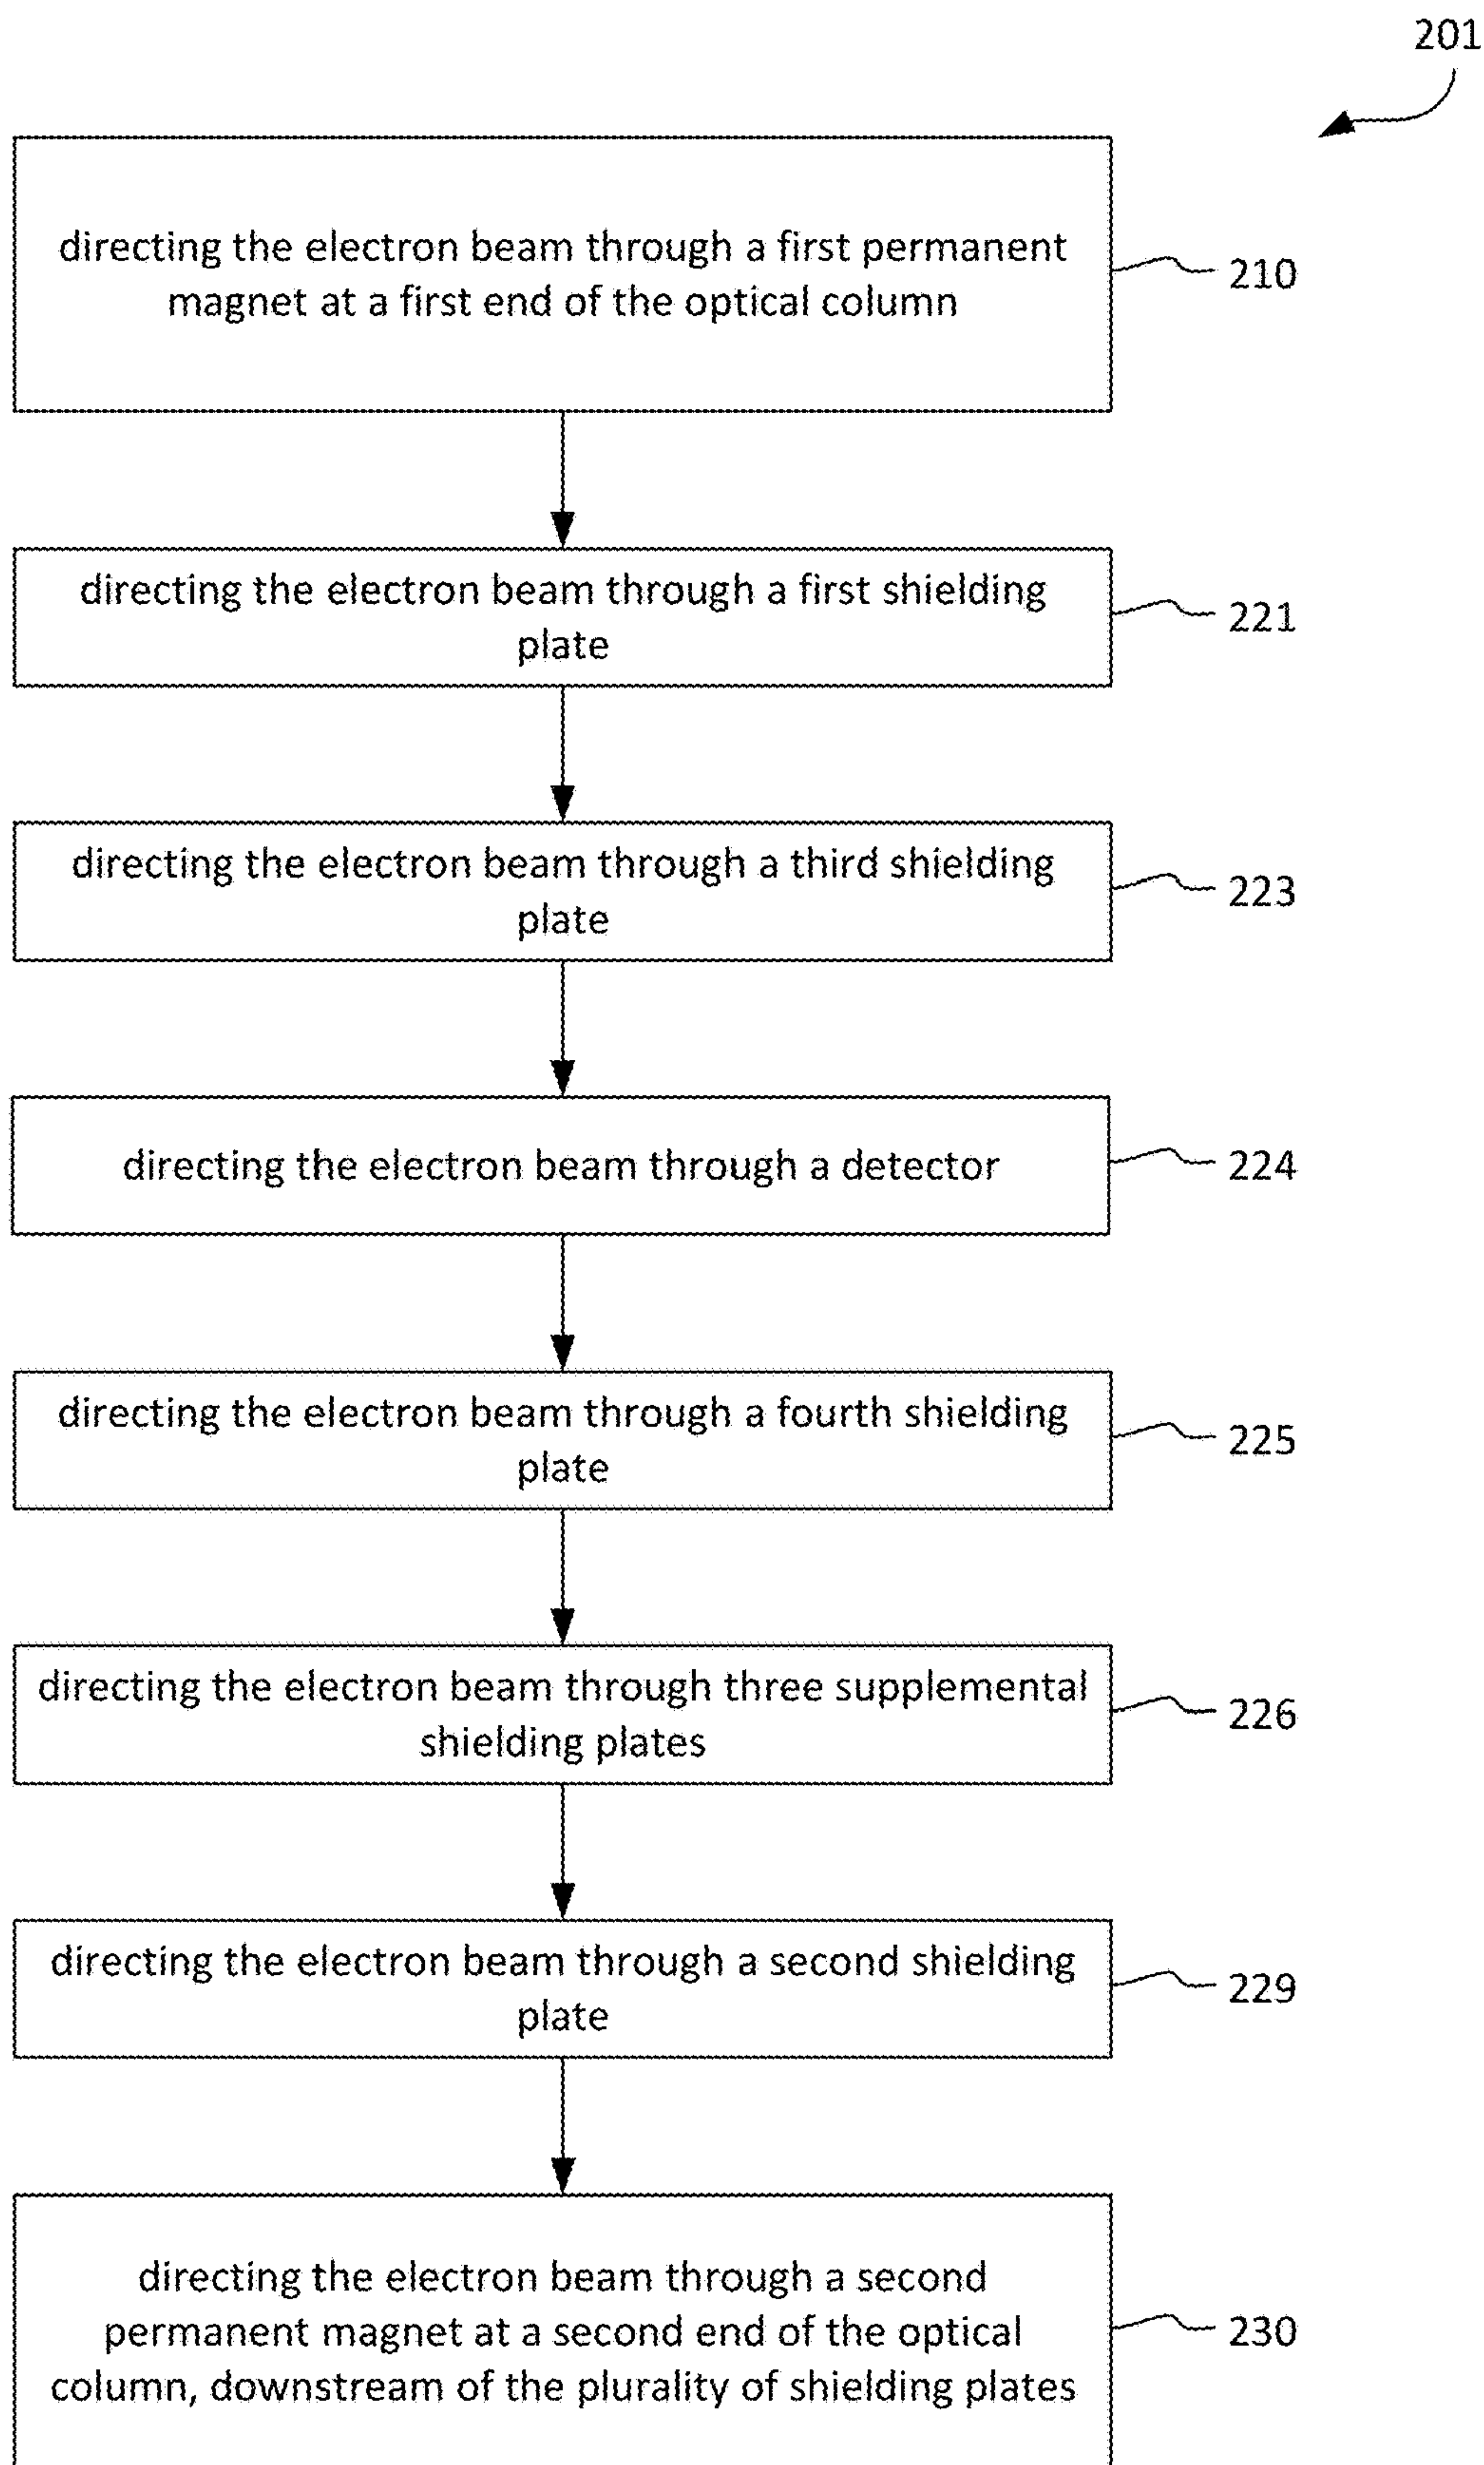 201
directing the electron beam through a first permanent
magnet at a first end of the optical column
210
directing the electron beam through a first shielding
plate
221
directing the electron beam through a third shielding
plate
223
directing the electron beam through a detector
224
directing the electron beam through a fourth shielding
plate
225
directing the electron beam through three supplemental
shielding plates
226
directing the electron beam through a second shielding
plate
229
directing the electron beam through a second
permanent magnet at a second end of the optical
column, downstream of the plurality of shielding plates
230